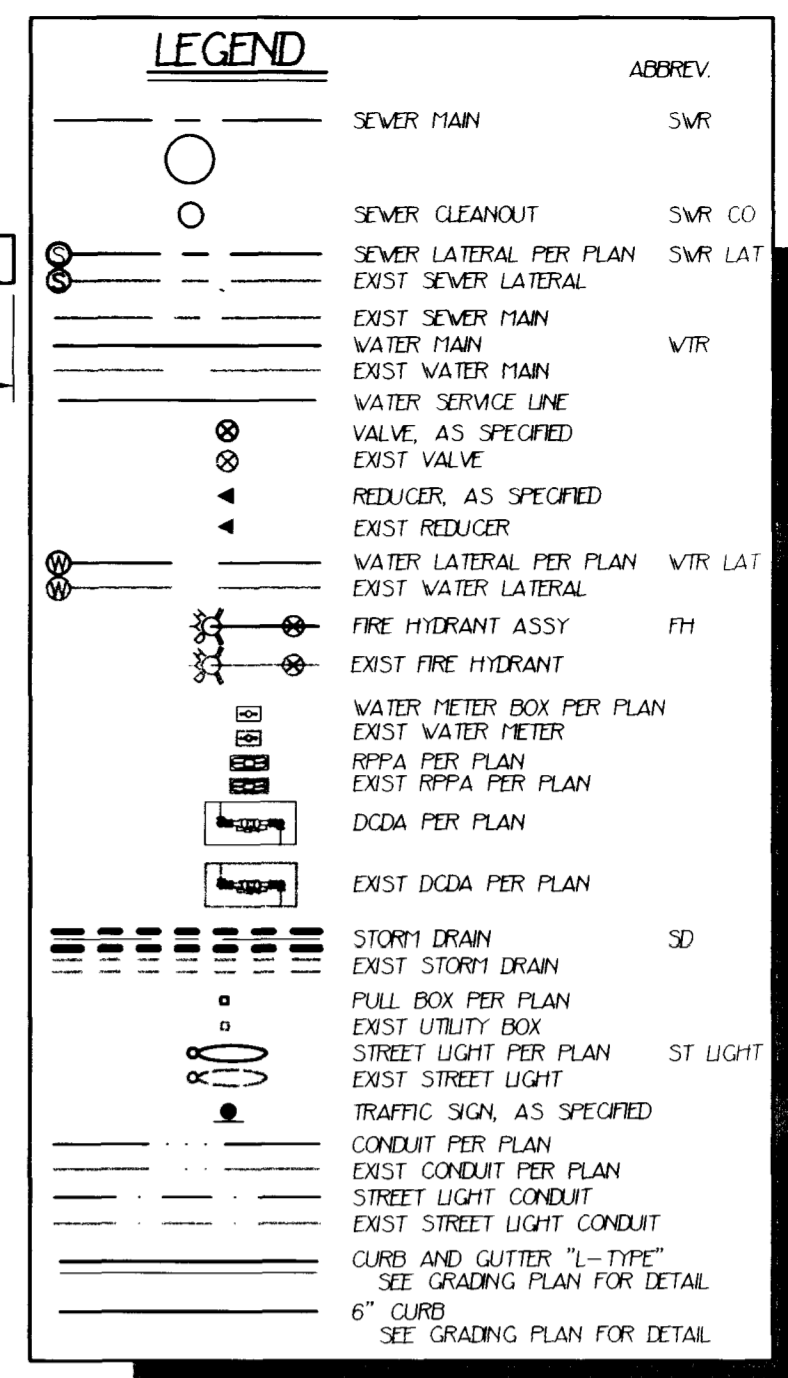 LEGEND
ABBREV.
SEWER MAIN SWR
SEWER CLEANOUT SWR CO
S SEWER LATERAL PER PLAN SWR LAT
S EXIST SEWER LATERAL
EXIST SEWER MAIN
WATER MAIN WTR
EXIST WATER MAIN
WATER SERVICE LINE
VALVE, AS SPECIFIED
EXIST VALVE
REDUCER, AS SPECIFIED
EXIST REDUCER
W WATER LATERAL PER PLAN WTR LAT
W EXIST WATER LATERAL
FIRE HYDRANT ASSY FH
EXIST FIRE HYDRANT
WATER METER BOX PER PLAN
EXIST WATER METER
RPPA PER PLAN
EXIST RPPA PER PLAN
DCDA PER PLAN
EXIST DCDA PER PLAN
STORM DRAIN SD
EXIST STORM DRAIN
PULL BOX PER PLAN
EXIST UTILITY BOX
STREET LIGHT PER PLAN ST LIGHT
EXIST STREET LIGHT
TRAFFIC SIGN, AS SPECIFIED
CONDUIT PER PLAN
EXIST CONDUIT PER PLAN
STREET LIGHT CONDUIT
EXIST STREET LIGHT CONDUIT
CURB AND GUTTER "L-TYPE"
SEE GRADING PLAN FOR DETAIL
6" CURB
SEE GRADING PLAN FOR DETAIL